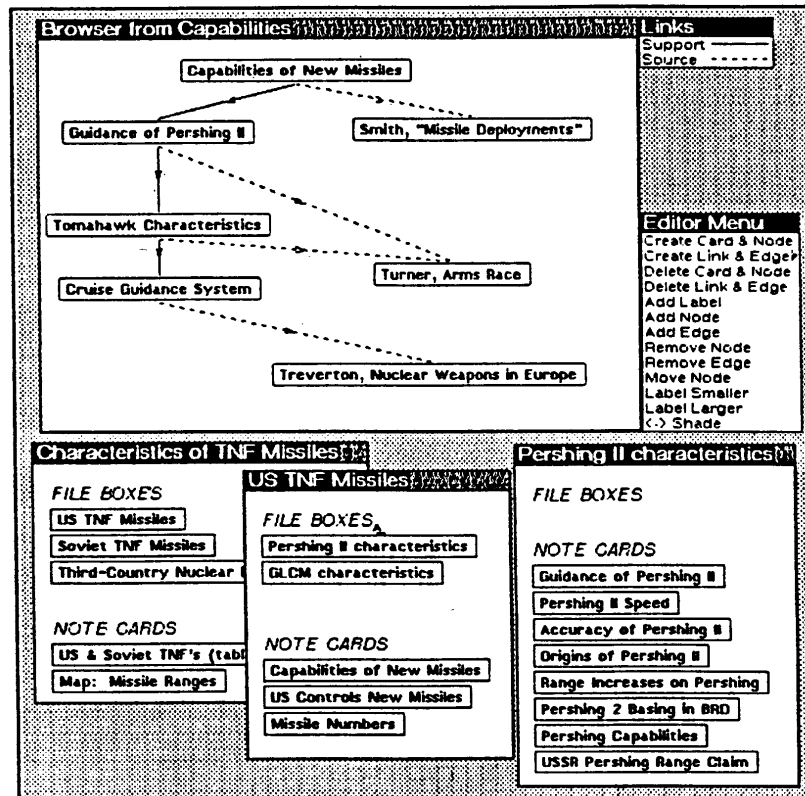 Browser from Capabilities
Capabilities of New Missiles
Guidance of Pershing II
Smith, "Missile Deployments"
Tomahawk Characteristics
Turner, Arms Race
Cruise Guidance System
Treverton, Nuclear Weapons in Europe
Links
Support
Source
Editor Menu
Create Card & Node
Create Link & Edge
Delete Card & Node
Delete Link & Edge
Add Label
Add Node
Add Edge
Remove Node
Remove Edge
Move Node
Label Smaller
Label Larger
<-> Shade
Characteristics of TNF Missiles
FILE BOXES
US TNF Missiles
Soviet TNF Missiles
Third-Country Nuclear
NOTE CARDS
US & Soviet TNF's (tabl
Map: Missile Ranges
US TNF Missiles
FILE BOXES
Pershing II characteristics
GLCM characteristics
NOTE CARDS
Capabilities of New Missiles
US Controls New Missiles
Missile Numbers
Pershing II characteristics
FILE BOXES
NOTE CARDS
Guidance of Pershing II
Pershing II Speed
Accuracy of Pershing II
Origins of Pershing II
Range Increases on Pershing
Pershing 2 Basing in BRD
Pershing Capabilities
USSR Pershing Range Claim